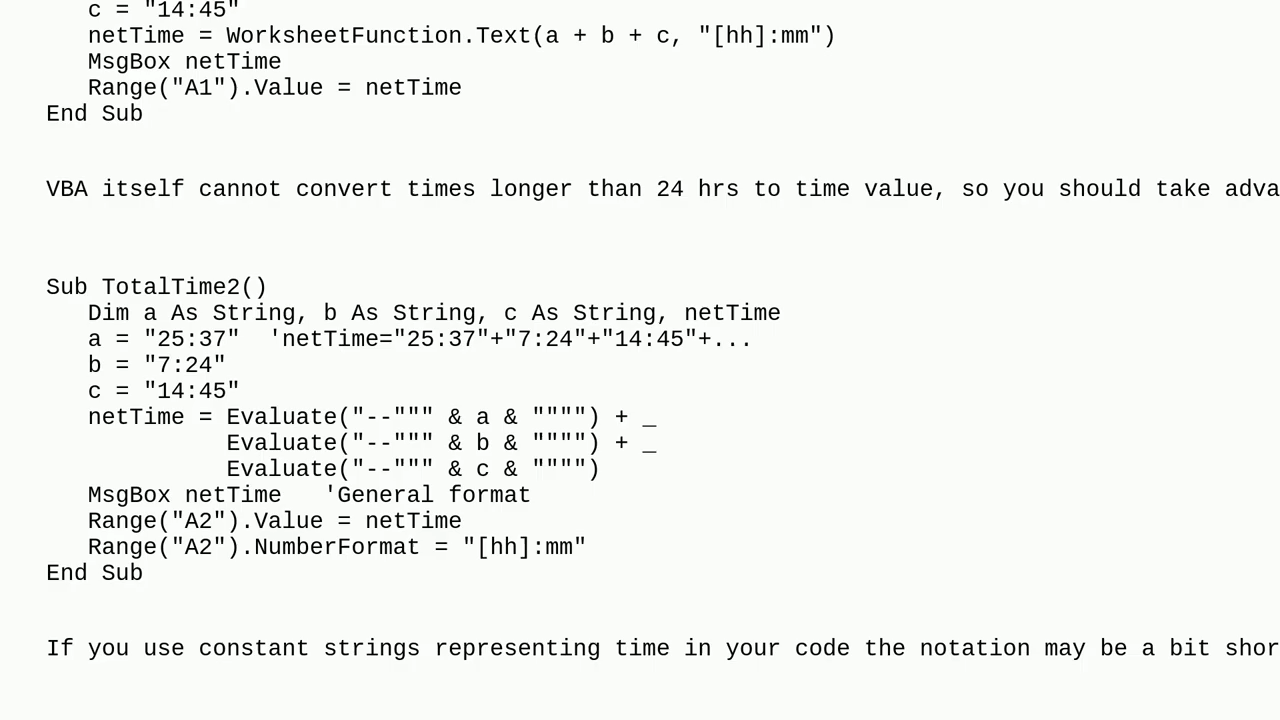 c = "14:45"
netTime = WorksheetFunction.Text(a + b + c, "[hh]:mm")
MsgBox netTime
Range("A1").Value = netTime
End Sub
VBA itself cannot convert times longer than 24 hrs to time value, so you should take adva
Sub TotalTime2()
Dim a As String, b As String, c As String, netTime
a = "25:37"  'netTime="25:37"+"7:24"+"14:45"+...
b = "7:24"
c = "14:45"
netTime = Evaluate("--""" & a & """") + _
Evaluate("--""" & b & """") + _
Evaluate("--""" & c & """")
MsgBox netTime   'General format
Range("A2").Value = netTime
Range("A2").NumberFormat = "[hh]:mm"
End Sub
If you use constant strings representing time in your code the notation may be a bit shor